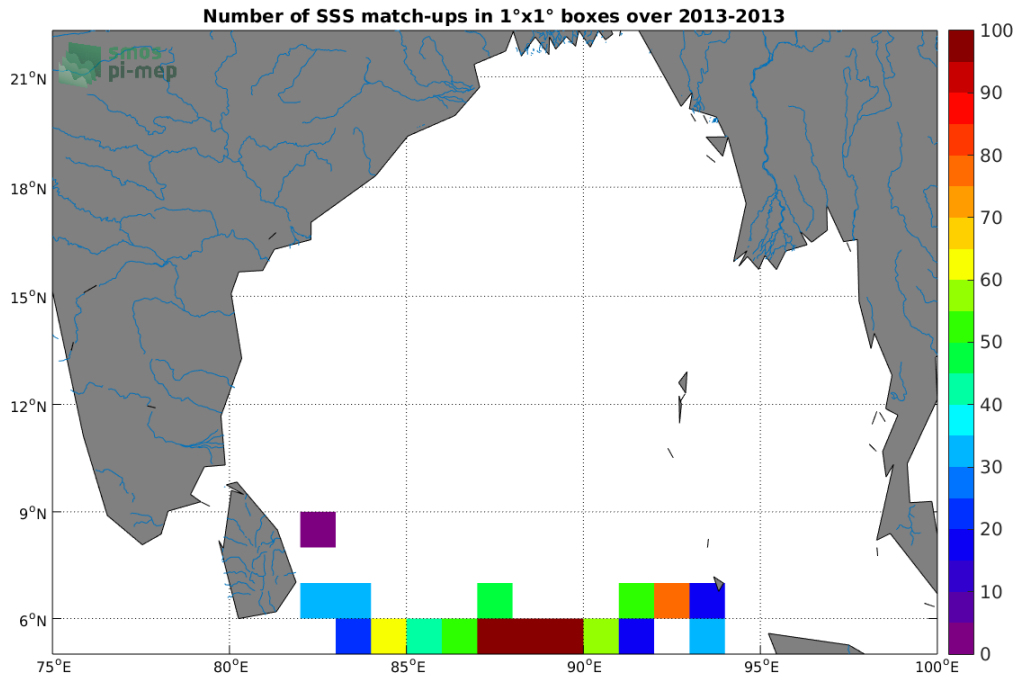 Number of SSS match-ups in 1°x1° boxes over 2013-2013
smos
pi-mep
21°N
18°N
15°N
12°N
9°N
6°N
75°E
80°E
85°E
90°E
95°E
100°E
100
90
80
70
60
50
40
30
20
10
0